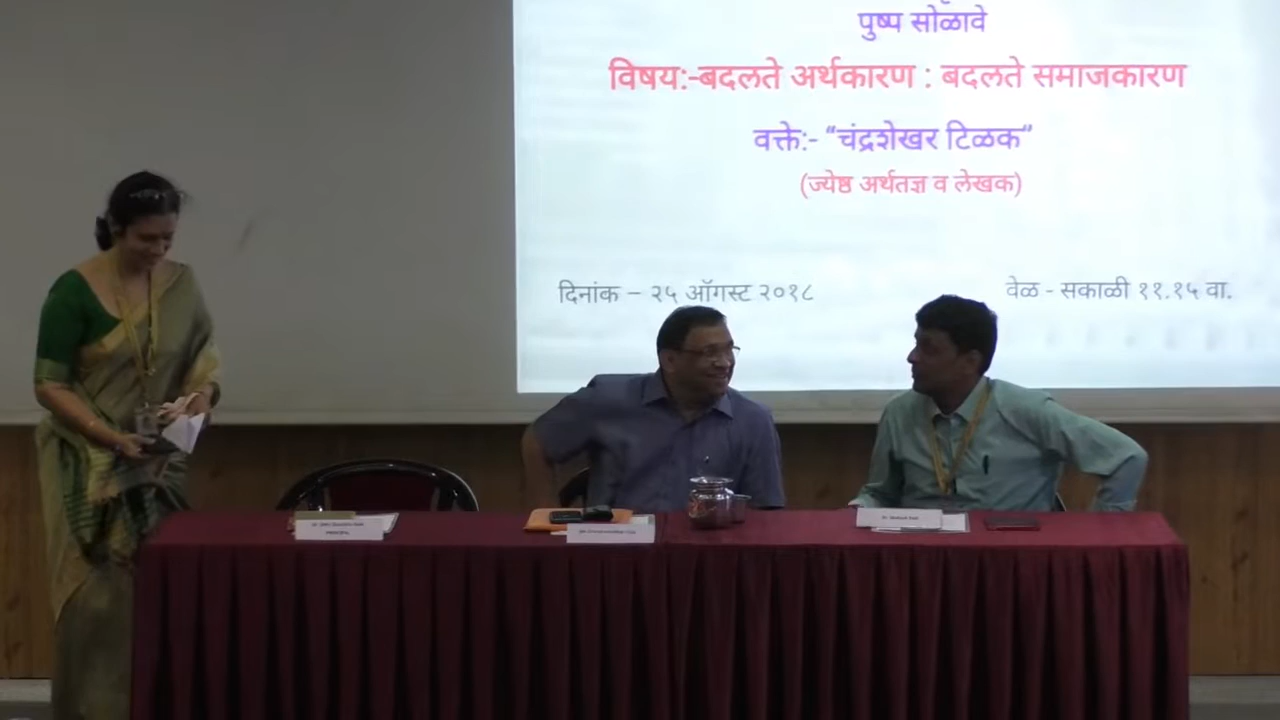 पुष्प सोळावे
विषय:-बदलते अर्थकारण : बदलते समाजकारण
वक्ते:- “चंद्रशेखर टिळक”
(ज्येष्ठ अर्थतज्ञ व लेखक)
दिनांक – २५ ऑगस्ट २०१८
वेळ - सकाळी ११.१५ वा.
PRINCIPAL